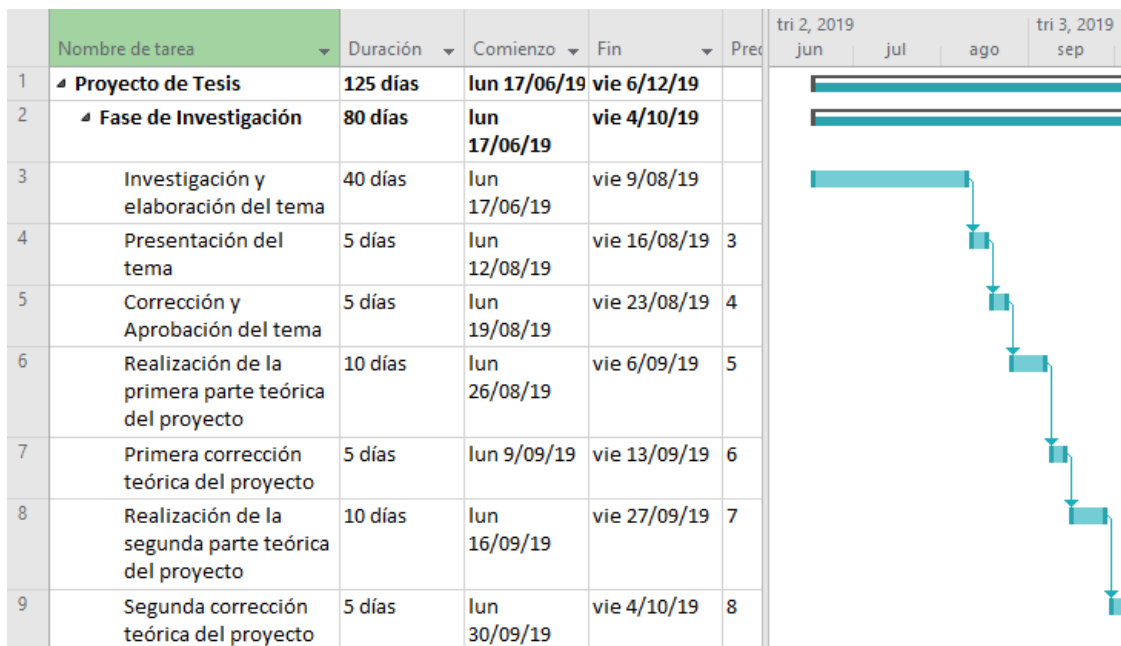 tri 2, 2019 tri 3, 2019
Nombre de tarea Duración Comienzo Fin Pred jun jul ago sep
1 Proyecto de Tesis 125 días lun 17/06/19 vie 6/12/19
2 Fase de Investigación 80 días lun vie 4/10/19
17/06/19
3 Investigación y 40 días lun vie 9/08/19
elaboración del tema 17/06/19
4 Presentación del 5 días lun vie 16/08/19 3
tema 12/08/19
5 Corrección y 5 días lun vie 23/08/19 4
Aprobación del tema 19/08/19
6 Realización de la 10 días lun vie 6/09/19 5
primera parte teórica 26/08/19
del proyecto
7 Primera corrección 5 días lun 9/09/19 vie 13/09/19 6
teórica del proyecto
8 Realización de la 10 días lun vie 27/09/19 7
segunda parte teórica 16/09/19
del proyecto
9 Segunda corrección 5 días lun vie 4/10/19 8
teórica del proyecto 30/09/19